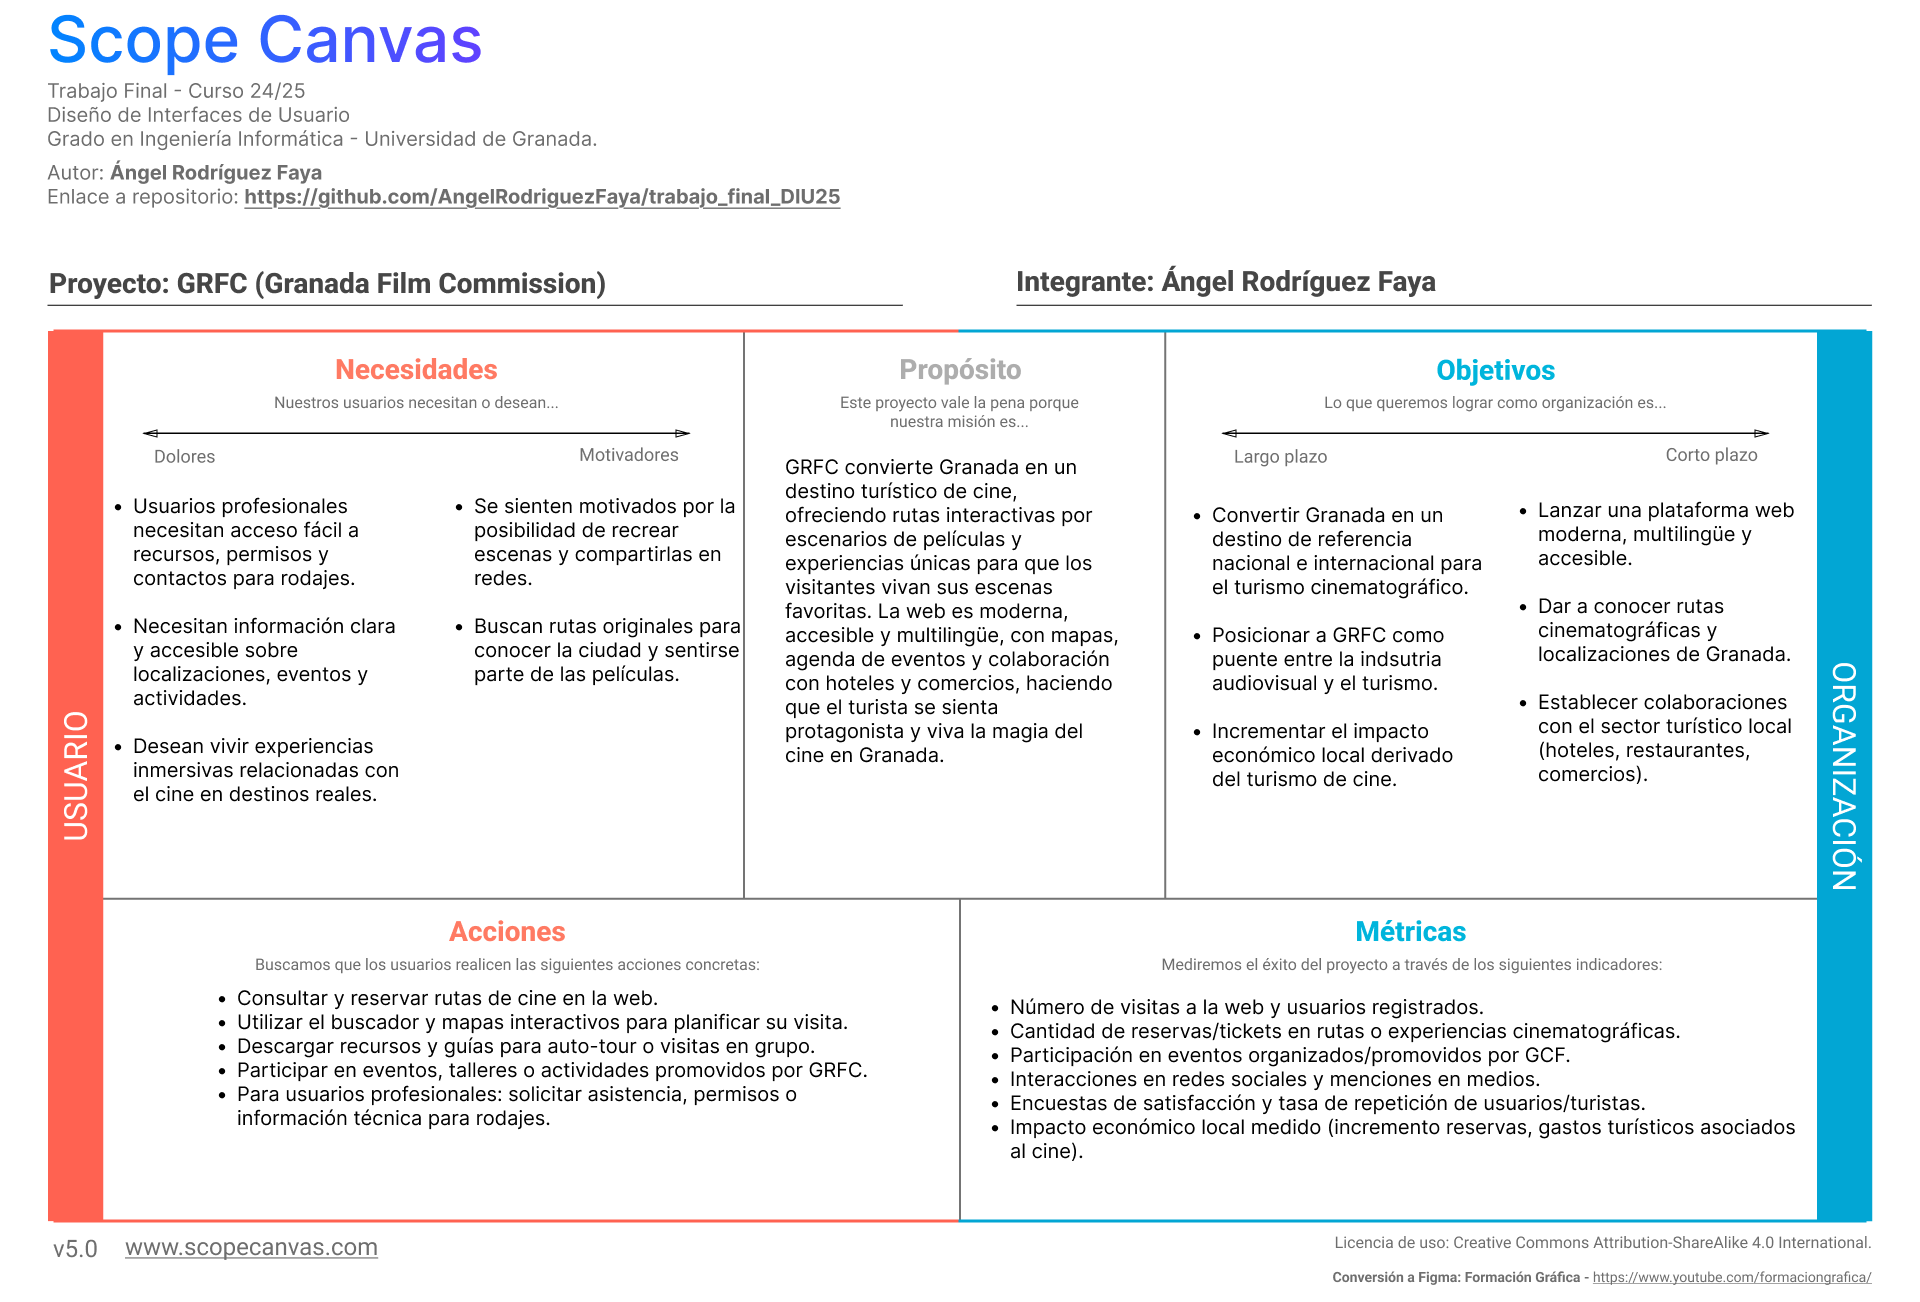 Scope Canvas
Trabajo Final - Curso 24/25
Diseño de Interfaces de Usuario
Grado en Ingeniería Informática - Universidad de Granada.
Autor: Ángel Rodríguez Faya
Enlace a repositorio: https://github.com/AngelRodriguezFaya/trabajo_final_DIU25
Proyecto: GRFC (Granada Film Commission)
Integrante: Ángel Rodríguez Faya
USUARIO
Necesidades
Nuestros usuarios necesitan o desean...
Dolores
Motivadores
• Usuarios profesionales
necesitan acceso fácil a
recursos, permisos y
contactos para rodajes.
• Necesitan información clara
y accesible sobre
localizaciones, eventos y
actividades.
• Desean vivir experiencias
inmersivas relacionadas con
el cine en destinos reales.
• Se sienten motivados por la
posibilidad de recrear
escenas y compartirlas en
redes.
• Buscan rutas originales para
conocer la ciudad y sentirse
parte de las películas.
Propósito
Este proyecto vale la pena porque
nuestra misión es...
GRFC convierte Granada en un
destino turístico de cine,
ofreciendo rutas interactivas por
escenarios de películas y
experiencias únicas para que los
visitantes vivan sus escenas
favoritas. La web es moderna,
accesible y multilingüe, con mapas,
agenda de eventos y colaboración
con hoteles y comercios, haciendo
que el turista se sienta
protagonista y viva la magia del
cine en Granada.
Objetivos
Lo que queremos lograr como organización es...
Largo plazo
Corto plazo
• Convertir Granada en un
destino de referencia
nacional e internacional para
el turismo cinematográfico.
• Posicionar a GRFC como
puente entre la indsutria
audiovisual y el turismo.
• Incrementar el impacto
económico local derivado
del turismo de cine.
• Lanzar una plataforma web
moderna, multilingüe y
accesible.
• Dar a conocer rutas
cinematográficas y
localizaciones de Granada.
• Establecer colaboraciones
con el sector turístico local
(hoteles, restaurantes,
comercios).
ORGANIZACIÓN
Acciones
Buscamos que los usuarios realicen las siguientes acciones concretas:
• Consultar y reservar rutas de cine en la web.
• Utilizar el buscador y mapas interactivos para planificar su visita.
• Descargar recursos y guías para auto-tour o visitas en grupo.
• Participar en eventos, talleres o actividades promovidos por GRFC.
• Para usuarios profesionales: solicitar asistencia, permisos o
información técnica para rodajes.
Métricas
Mediremos el éxito del proyecto a través de los siguientes indicadores:
• Número de visitas a la web y usuarios registrados.
• Cantidad de reservas/tickets en rutas o experiencias cinematográficas.
• Participación en eventos organizados/promovidos por GCF.
• Interacciones en redes sociales y menciones en medios.
• Encuestas de satisfacción y tasa de repetición de usuarios/turistas.
• Impacto económico local medido (incremento reservas, gastos turísticos asociados
al cine).
v5.0 www.scopecanvas.com
Licencia de uso: Creative Commons Attribution-ShareAlike 4.0 International.
Conversión a Figma: Formación Gráfica - https://www.youtube.com/formaciongrafica/